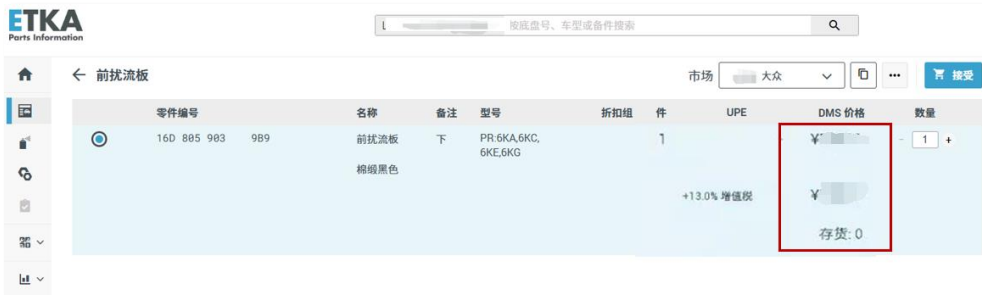 ETKA
Parts Information
按底盘号、车型或备件搜索
← 前扰流板
市场
大众
接受
零件编号 名称 备注 型号 折扣组 件 UPE DMS 价格 数量
16D 805 903 9B9 前扰流板 下 PR:6KA,6KC, 1 ¥ - 1 +
6KE,6KG
棉缎黑色
+13.0% 增值税 ¥
存货: 0